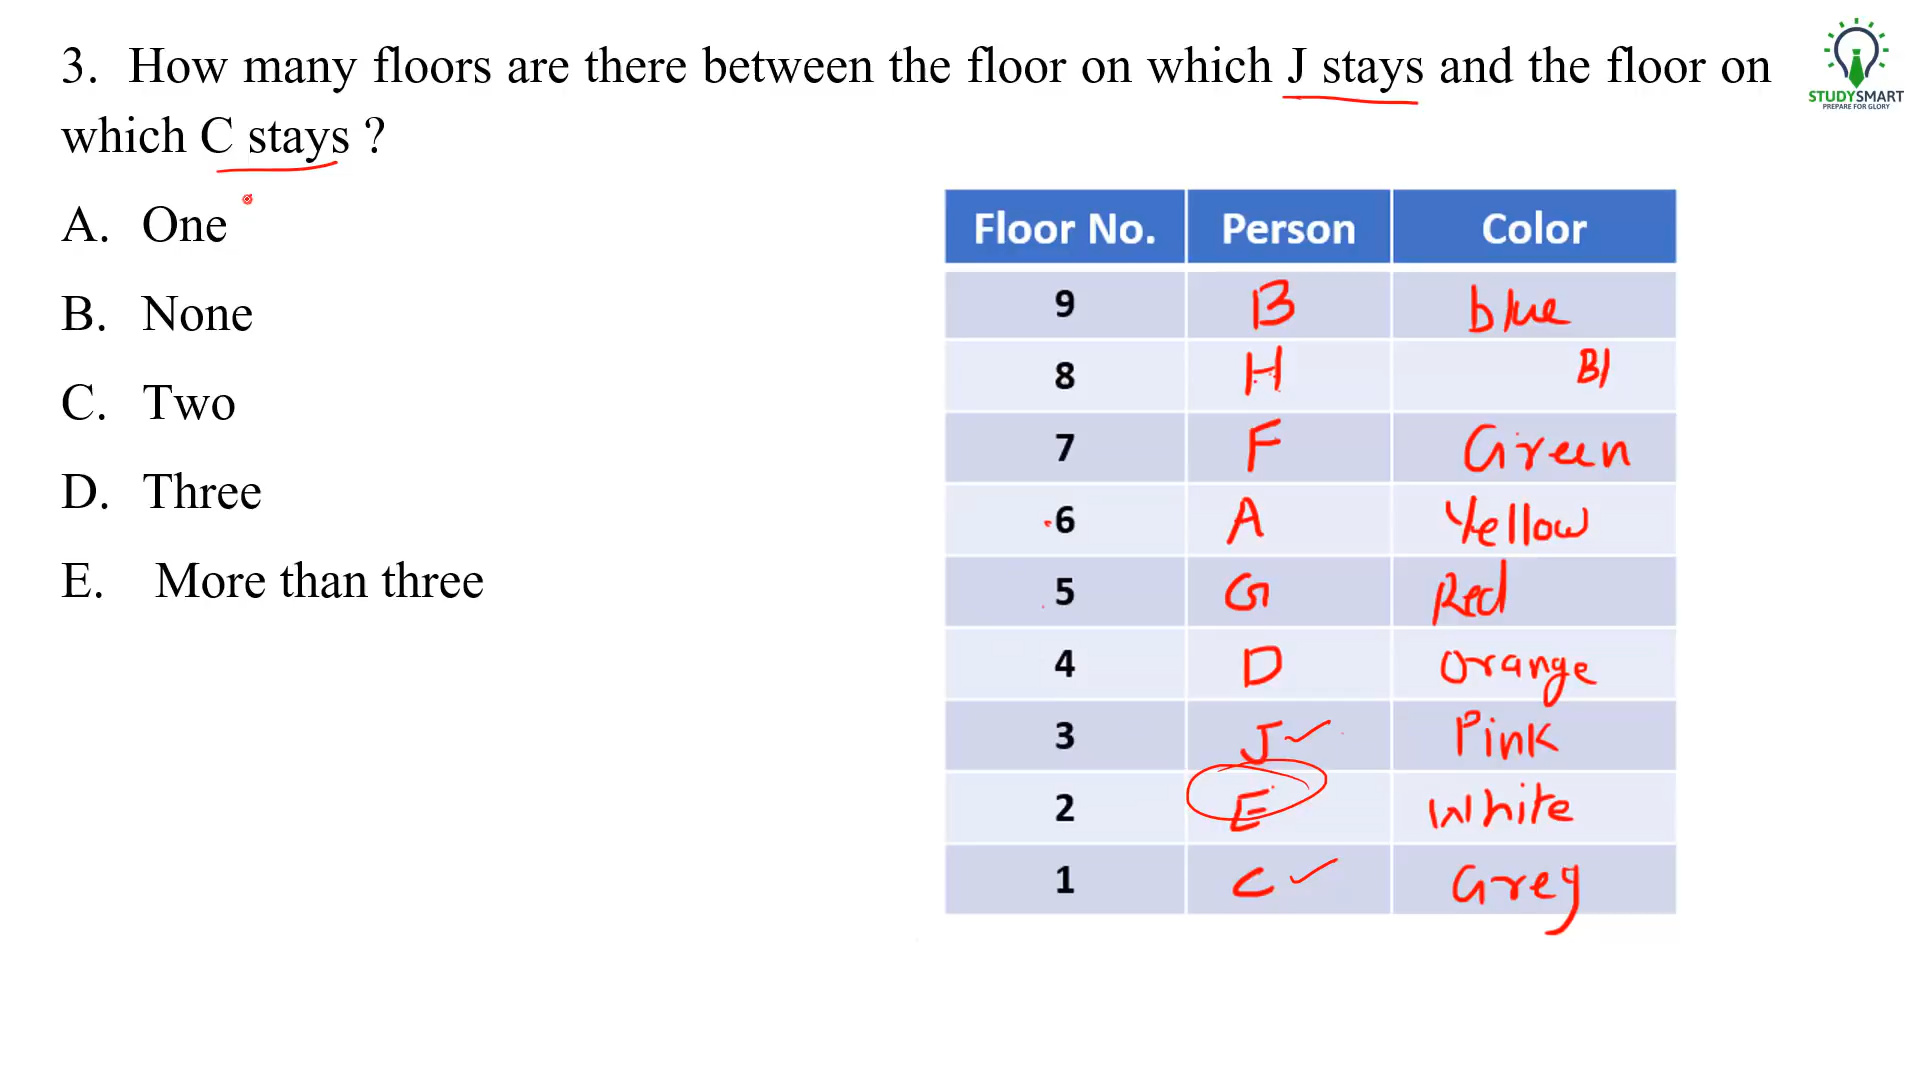 3. How many floors are there between the floor on which J stays and the floor on
which C stays ?
A. One
B. None
C. Two
D. Three
E. More than three
STUDYSMART
PREPARE FOR GLORY
Floor No. Person Color
9 B blue
8 H Bl
7 F Green
6 A Yellow
5 G Red
4 D Orange
3 J Pink
2 E White
1 C Grey